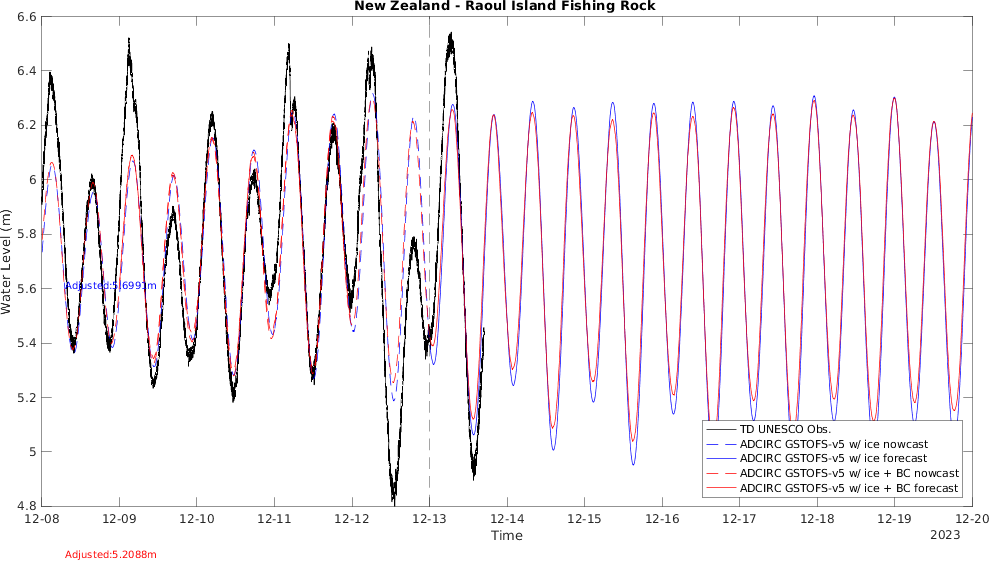 New Zealand - Raoul Island Fishing Rock
6.6
6.4
6.2
6
5.8
5.6
5.4
5.2
5
4.8
Water Level (m)
Adjusted:5.6991m
TD UNESCO Obs.
ADCIRC GSTOFS-v5 w/ ice nowcast
ADCIRC GSTOFS-v5 w/ ice forecast
ADCIRC GSTOFS-v5 w/ ice + BC nowcast
ADCIRC GSTOFS-v5 w/ ice + BC forecast
12-08 12-09 12-10 12-11 12-12 12-13 12-14 12-15 12-16 12-17 12-18 12-19 12-20
Time
2023
Adjusted:5.2088m